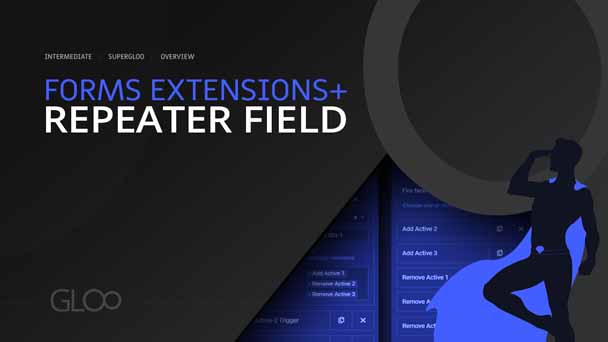 INTERMEDIATE SUPERGLOO OVERVIEW
FORMS EXTENSIONS+
REPEATER FIELD
Add Active 1
Remove Active 2
Remove Active 3
Trigger
Add Active 2
Add Active 3
Remove Active 1
GLOO